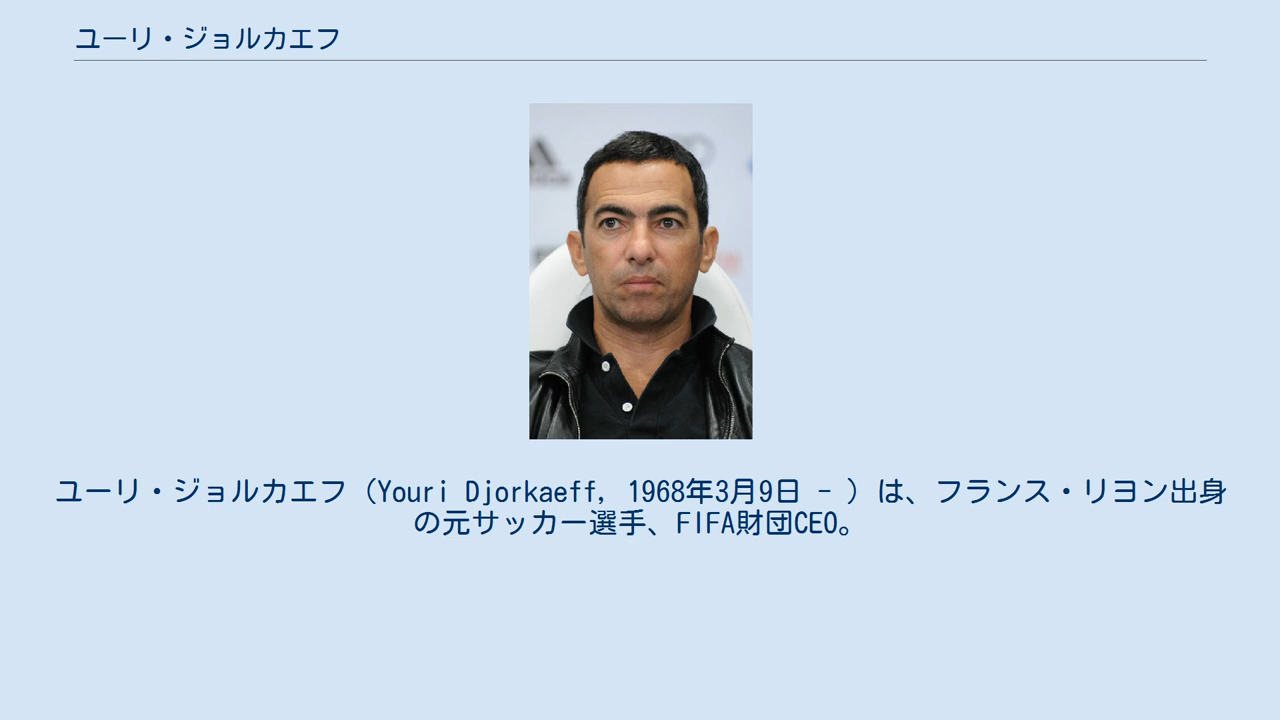 ユーリ・ジョルカエフ
ユーリ・ジョルカエフ（Youri Djorkaeff, 1968年3月9日 - ）は、フランス・リヨン出身
の元サッカー選手、FIFA財団CEO。